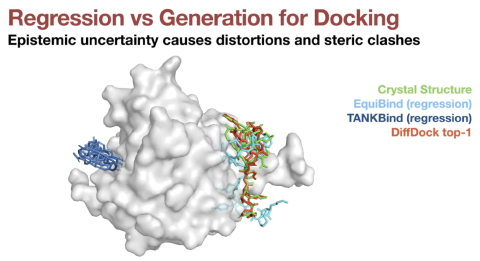 Regression vs Generation for Docking
Epistemic uncertainty causes distortions and steric clashes
Crystal Structure
EquiBind (regression)
TANKBind (regression)
DiffDock top-1